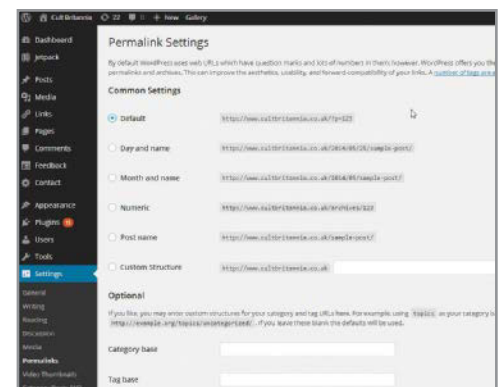 Cult Britannia 22 0 + New Gallery
Dashboard
Jetpack
Posts
Media
Links
Pages
Comments
Feedback
Contact
Appearance
Plugins
Users
Tools
Settings
General
Writing
Reading
Discussion
Media
Permalinks
Video Thumbnails
Permalink Settings
By default WordPress uses web URLs which have question marks and lots of numbers in them; however, WordPress offers you the
permalinks and archives. This can improve the aesthetics, usability, and forward-compatibility of your links. A number of tags are
Common Settings
Default http://www.cultbritannia.co.uk/?p=123
Day and name http://www.cultbritannia.co.uk/2014/05/25/sample-post/
Month and name http://www.cultbritannia.co.uk/2014/05/sample-post/
Numeric http://www.cultbritannia.co.uk/archives/123
Post name http://www.cultbritannia.co.uk/sample-post/
Custom Structure http://www.cultbritannia.co.uk
Optional
If you like, you may enter custom structures for your category and tag URLs here. For example, using topics as your category
http://example.org/topics/uncategorized/. If you leave these blank the defaults will be used.
Category base
Tag base